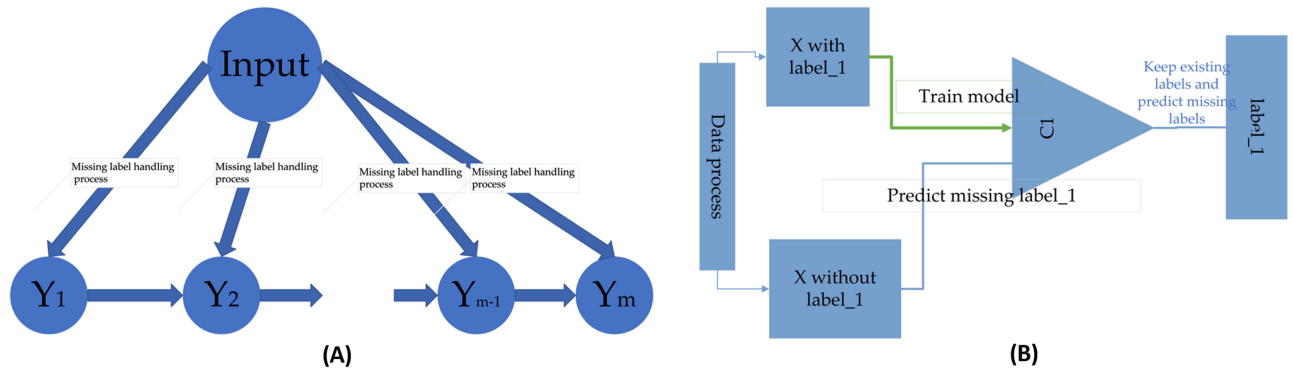 Input
Missing label handling
process
Missing label handling
process
Missing label handling
process
Missing label handling
process
Y1
Y2
Ym-1
Ym
(A)
X with
label_1
Data process
Train model
C1
Keep existing
labels and
predict missing
labels
label_1
Predict missing label_1
X without
label_1
(B)